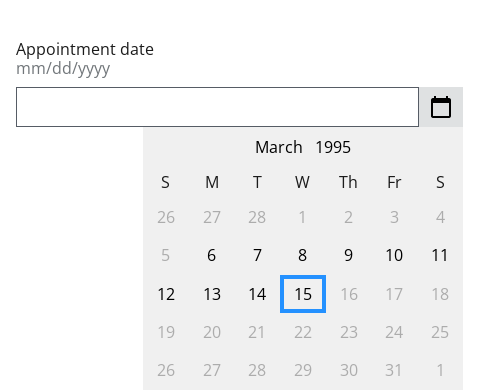 Appointment date
mm/dd/yyyy
March 1995
S M T W Th Fr S
26 27 28 1 2 3 4
5 6 7 8 9 10 11
12 13 14 15 16 17 18
19 20 21 22 23 24 25
26 27 28 29 30 31 1